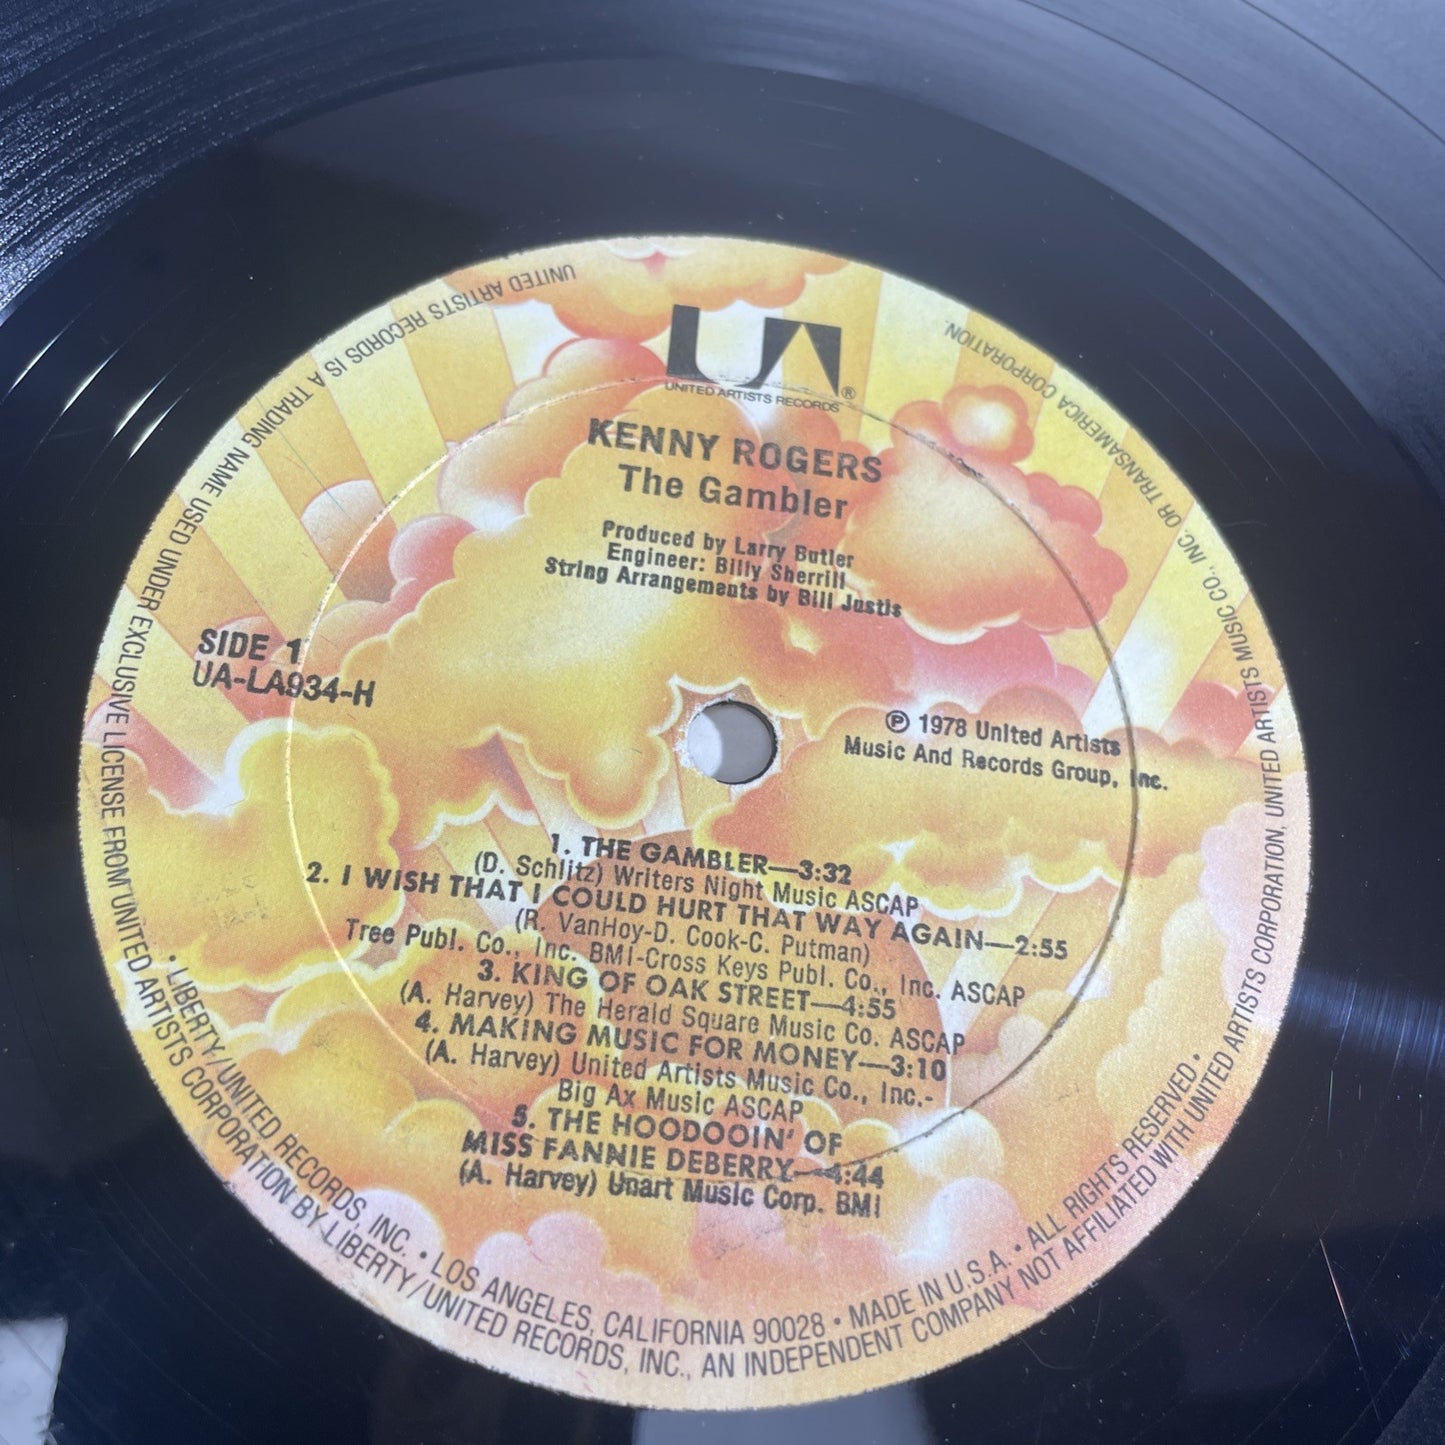 UNITED ARTISTS RECORDS
KENNY ROGERS
The Gambler
Produced by Larry Butler
Engineer: Billy Sherrill
String Arrangements by Bill Justis
SIDE 1
UA-LA934-H
℗ 1978 United Artists
Music And Records Group, Inc.
1. THE GAMBLER—3:32
(D. Schlitz) Writers Night Music ASCAP
2. I WISH THAT I COULD HURT THAT WAY AGAIN—2:55
(R. VanHoy-D. Cook-C. Putman)
Tree Publ. Co., Inc. BMI-Cross Keys Publ. Co., Inc. ASCAP
3. KING OF OAK STREET—4:55
(A. Harvey) The Herald Square Music Co. ASCAP
4. MAKING MUSIC FOR MONEY—3:10
(A. Harvey) United Artists Music Co., Inc.-
Big Ax Music ASCAP
5. THE HOODOOIN' OF
MISS FANNIE DEBERRY—4:44
(A. Harvey) Unart Music Corp. BMI
• LIBERTY/UNITED RECORDS, INC. • LOS ANGELES, CALIFORNIA 90028 • MADE IN U.S.A. • ALL RIGHTS RESERVED •
UNITED ARTISTS RECORDS IS A TRADING NAME USED UNDER EXCLUSIVE LICENSE FROM UNITED ARTISTS CORPORATION BY LIBERTY/UNITED RECORDS, INC., AN INDEPENDENT COMPANY NOT AFFILIATED WITH UNITED ARTISTS CORPORATION, UNITED ARTISTS MUSIC CO., INC. OR TRANSAMERICA CORPORATION.